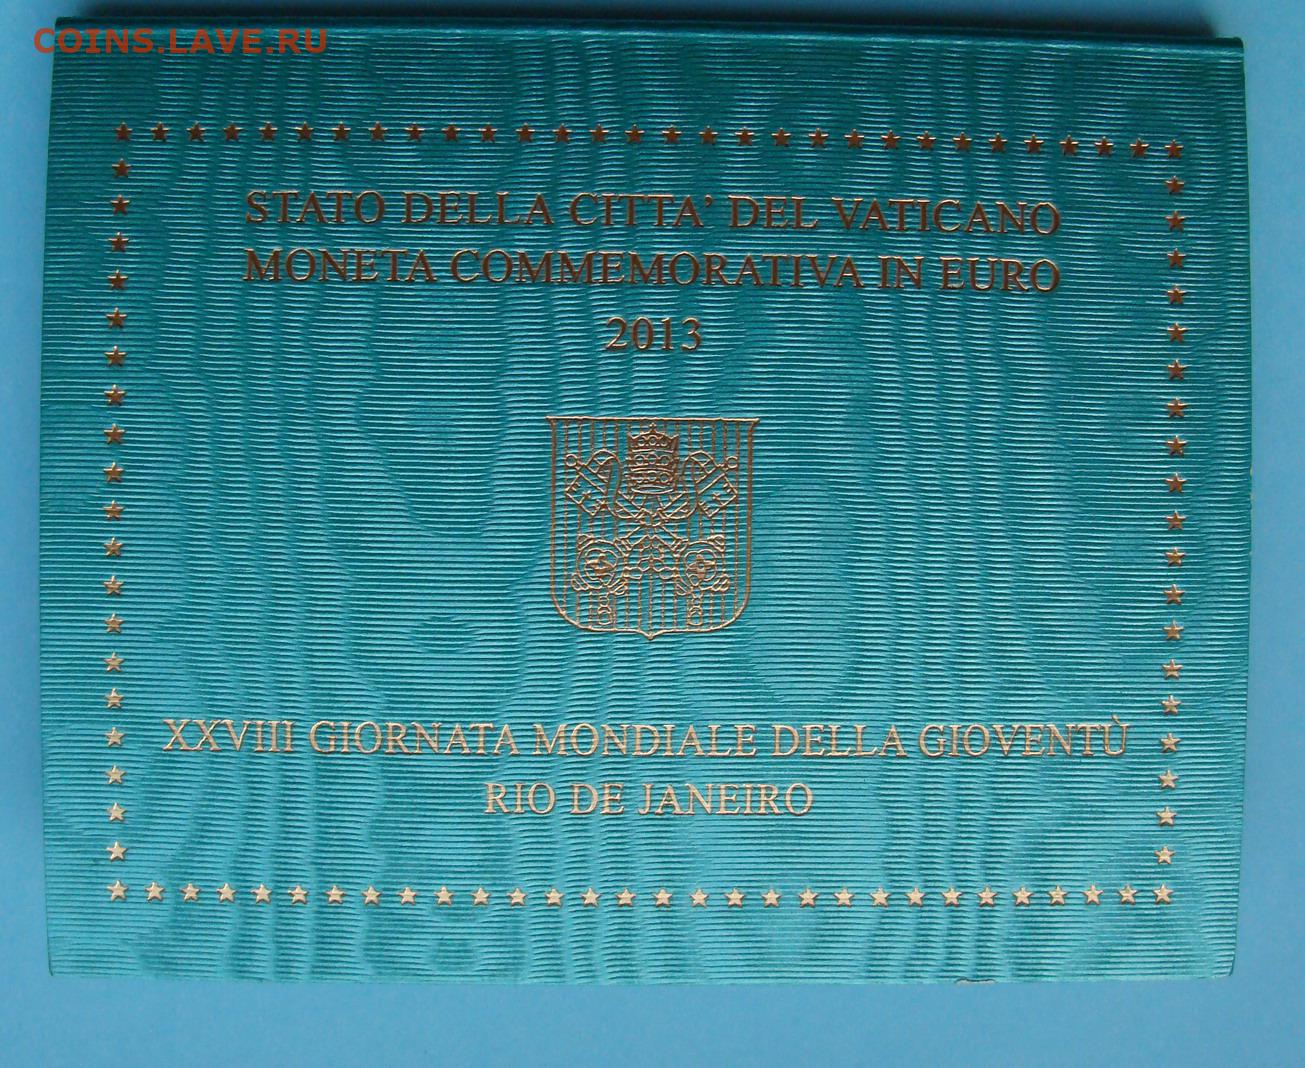 COINS.LAVE.RU
STATO DELLA CITTA' DEL VATICANO
MONETA COMMEMORATIVA IN EURO
2013
XXVIII GIORNATA MONDIALE DELLA GIOVENTÙ
RIO DE JANEIRO